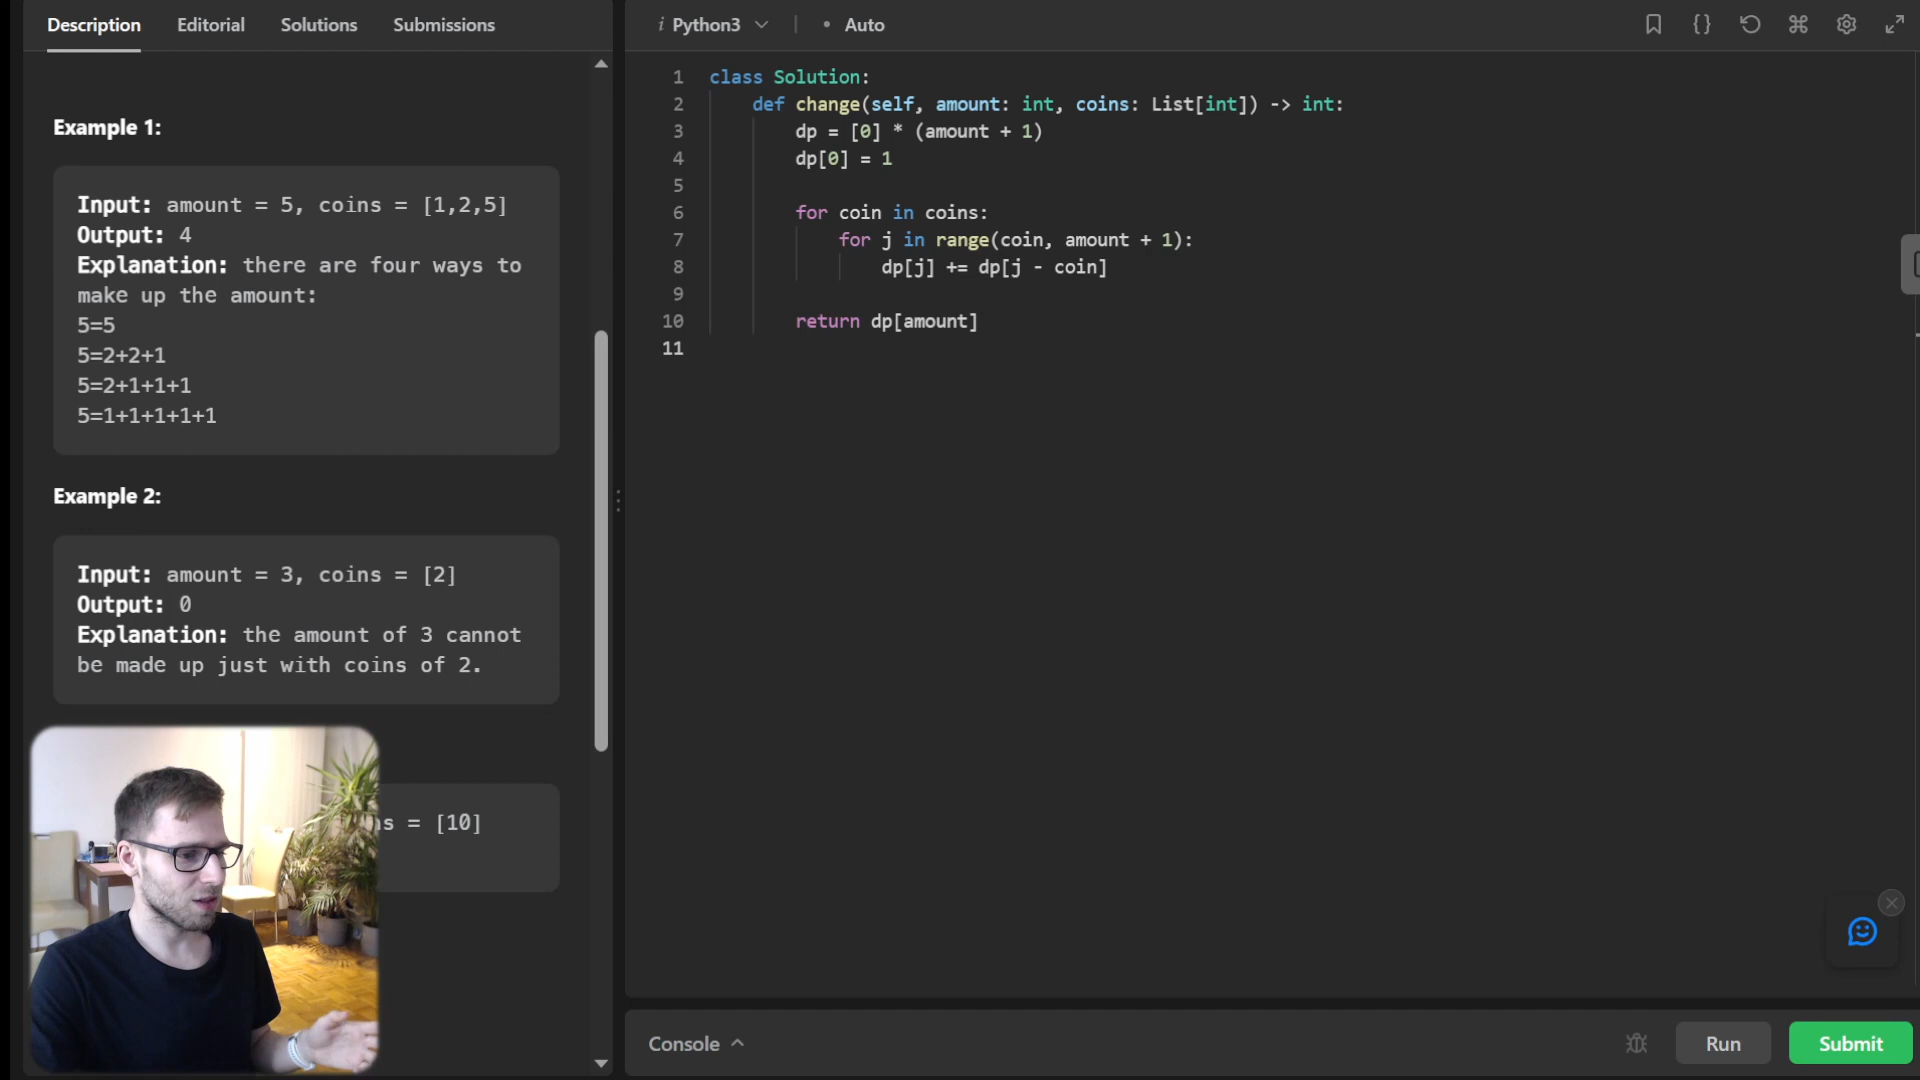 Description Editorial Solutions Submissions
Example 1:
Input: amount = 5, coins = [1,2,5]
Output: 4
Explanation: there are four ways to
make up the amount:
5=5
5=2+2+1
5=2+1+1+1
5=1+1+1+1+1
Example 2:
Input: amount = 3, coins = [2]
Output: 0
Explanation: the amount of 3 cannot
be made up just with coins of 2.
= [10]
i Python3 • Auto
1 class Solution:
2 def change(self, amount: int, coins: List[int]) -> int:
3 dp = [0] * (amount + 1)
4 dp[0] = 1
5
6 for coin in coins:
7 for j in range(coin, amount + 1):
8 dp[j] += dp[j - coin]
9
10 return dp[amount]
11
Console Run Submit